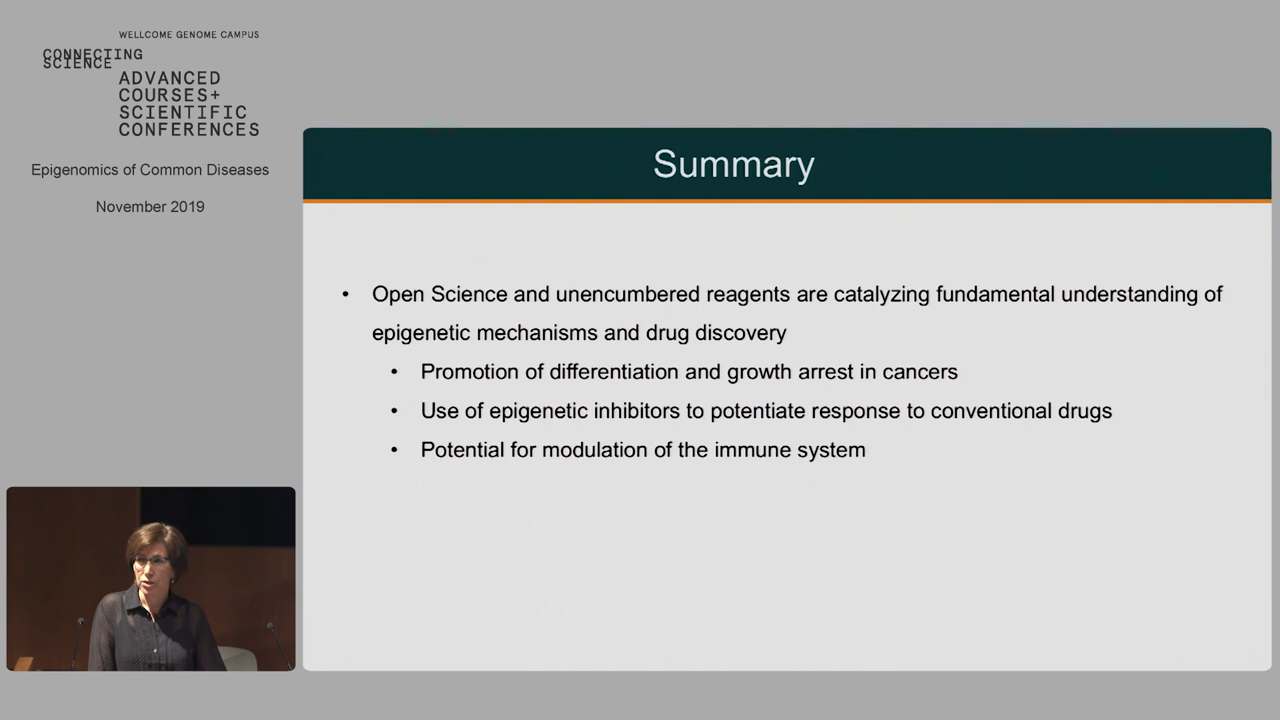 WELLCOME GENOME CAMPUS
CONNECTING
SCIENCE
ADVANCED
COURSES+
SCIENTIFIC
CONFERENCES
Epigenomics of Common Diseases
November 2019
Summary
• Open Science and unencumbered reagents are catalyzing fundamental understanding of
epigenetic mechanisms and drug discovery
• Promotion of differentiation and growth arrest in cancers
• Use of epigenetic inhibitors to potentiate response to conventional drugs
• Potential for modulation of the immune system